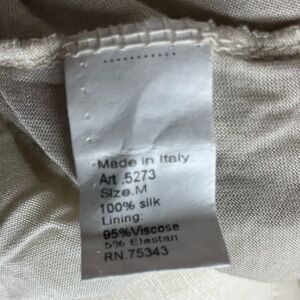 Made in Italy
Art .5273
Size.M
100% silk
Lining:
95%Viscose
5% Elastan
RN.75343